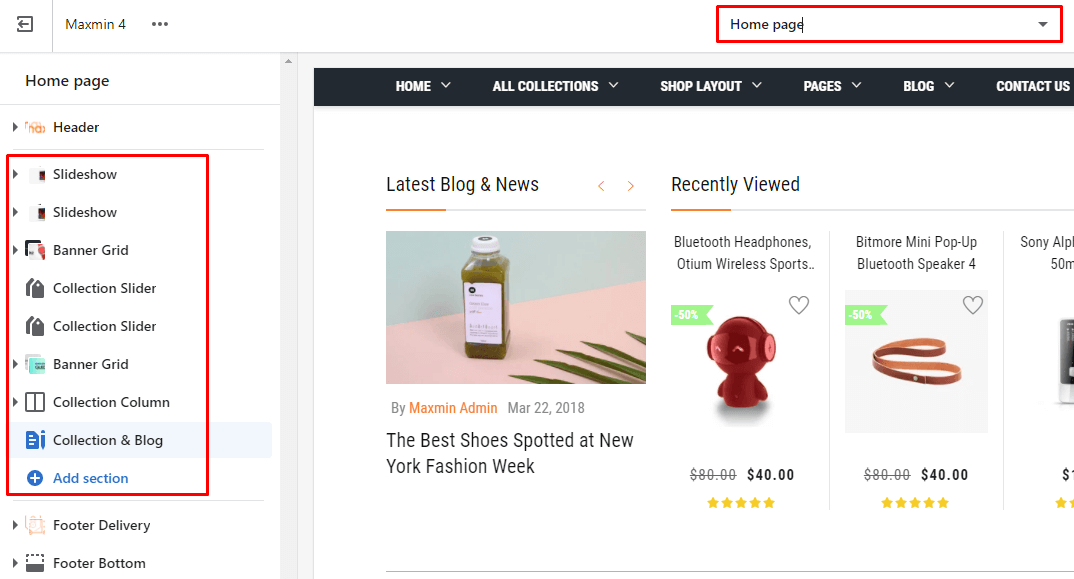 Maxmin 4
Home page
Home page
Header
Slideshow
Slideshow
Banner Grid
Collection Slider
Collection Slider
Banner Grid
Collection Column
Collection & Blog
Add section
Footer Delivery
Footer Bottom
HOME
ALL COLLECTIONS
SHOP LAYOUT
PAGES
BLOG
CONTACT US
Latest Blog & News
By Maxmin Admin Mar 22, 2018
The Best Shoes Spotted at New
York Fashion Week
Recently Viewed
Bluetooth Headphones,
Otium Wireless Sports..
-50%
$80.00 $40.00
Bitmore Mini Pop-Up
Bluetooth Speaker 4
-50%
$80.00 $40.00
Sony Alp
50m
$1